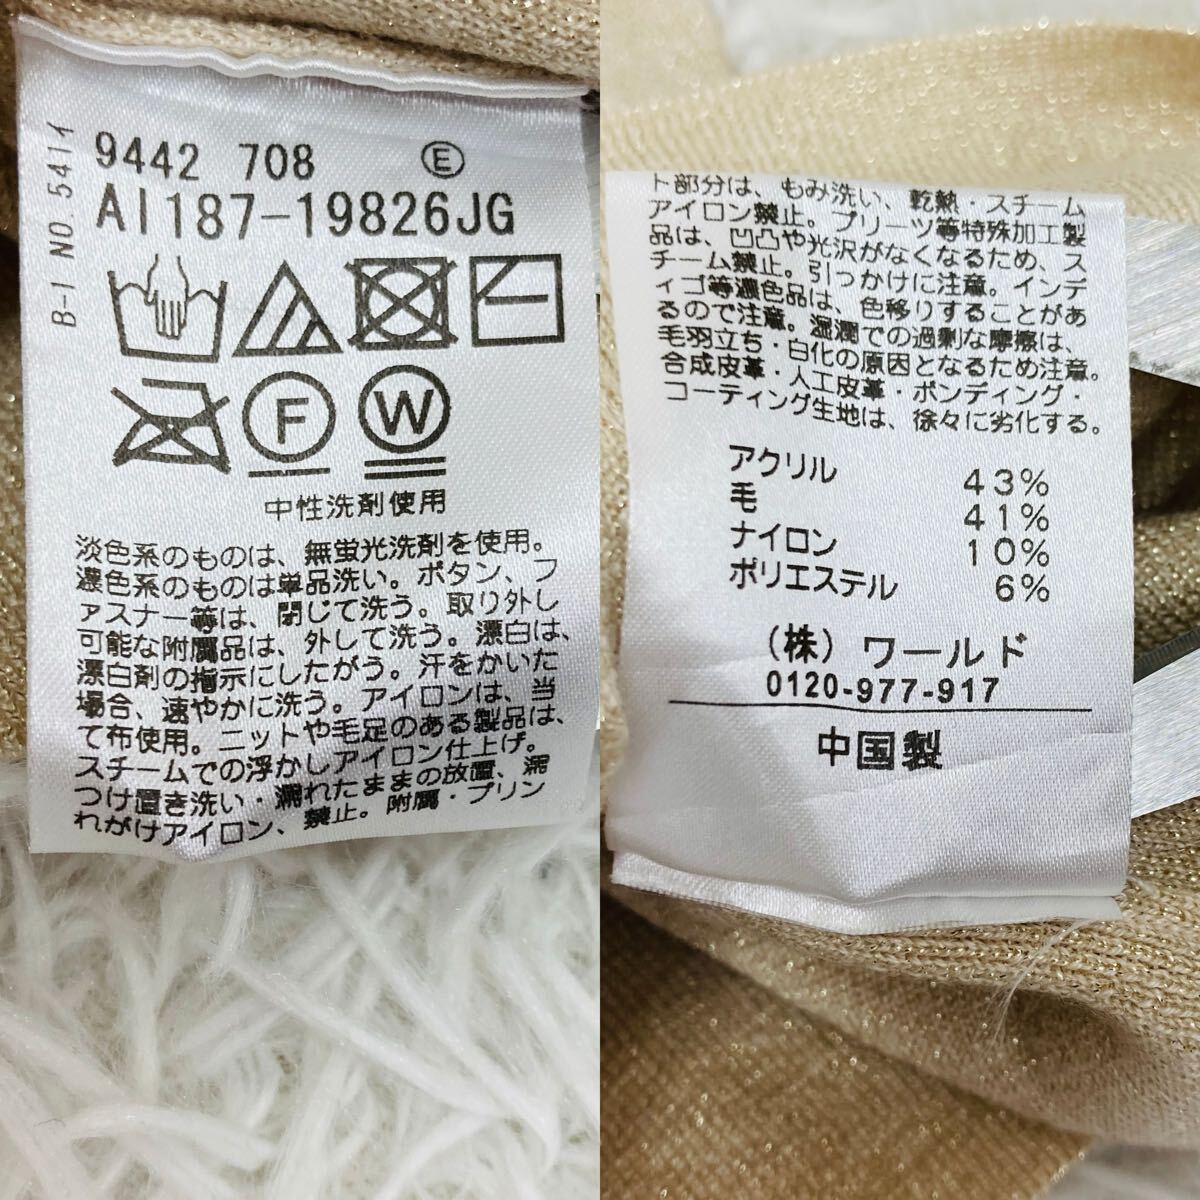 B-1 NO.541イ
9442 708 Ⓔ
AI187-19826JG
F
W
中性洗剤使用
淡色系のものは、無蛍光洗剤を使用。
濃色系のものは単品洗い。ボタン、フ
ァスナー等は、閉じて洗う。取り外し
可能な附属品は、外して洗う。漂白は、
漂白剤の指示にしたがう。汗をかいた
場合、速やかに洗う。アイロンは、当
て布使用。ニットや毛足のある製品は、
スチームでの浮かしアイロン仕上げ。
つけ置き洗い・濡れたままの放置、濡
れがけアイロン、禁止。附属・プリン
ト部分は、もみ洗い、乾熱・スチーム
アイロン禁止。プリーツ等特殊加工製
品は、凹凸や光沢がなくなるため、ス
チーム禁止。引っかけに注意。インデ
ィゴ等濃色品は、色移りすることがあ
るので注意。湿潤での過剰な摩擦は、
毛羽立ち・白化の原因となるため注意。
合成皮革・人工皮革・ボンディング・
コーティング生地は、徐々に劣化する。
アクリル 43%
毛 41%
ナイロン 10%
ポリエステル 6%
(株)ワールド
0120-977-917
中国製